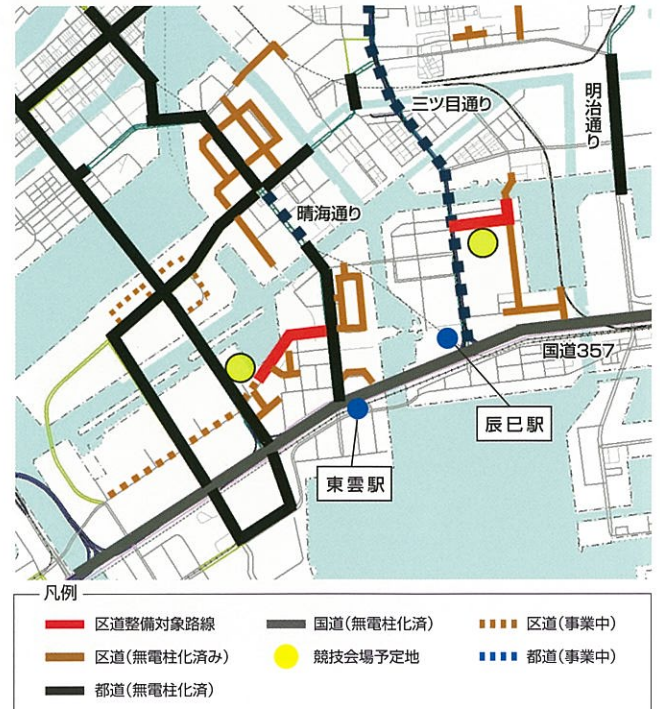 三ツ目通り
明治通り
晴海通り
国道357
辰巳駅
東雲駅
凡例
区道整備対象路線
国道(無電柱化済)
区道(事業中)
区道(無電柱化済み)
競技会場予定地
都道(事業中)
都道(無電柱化済)